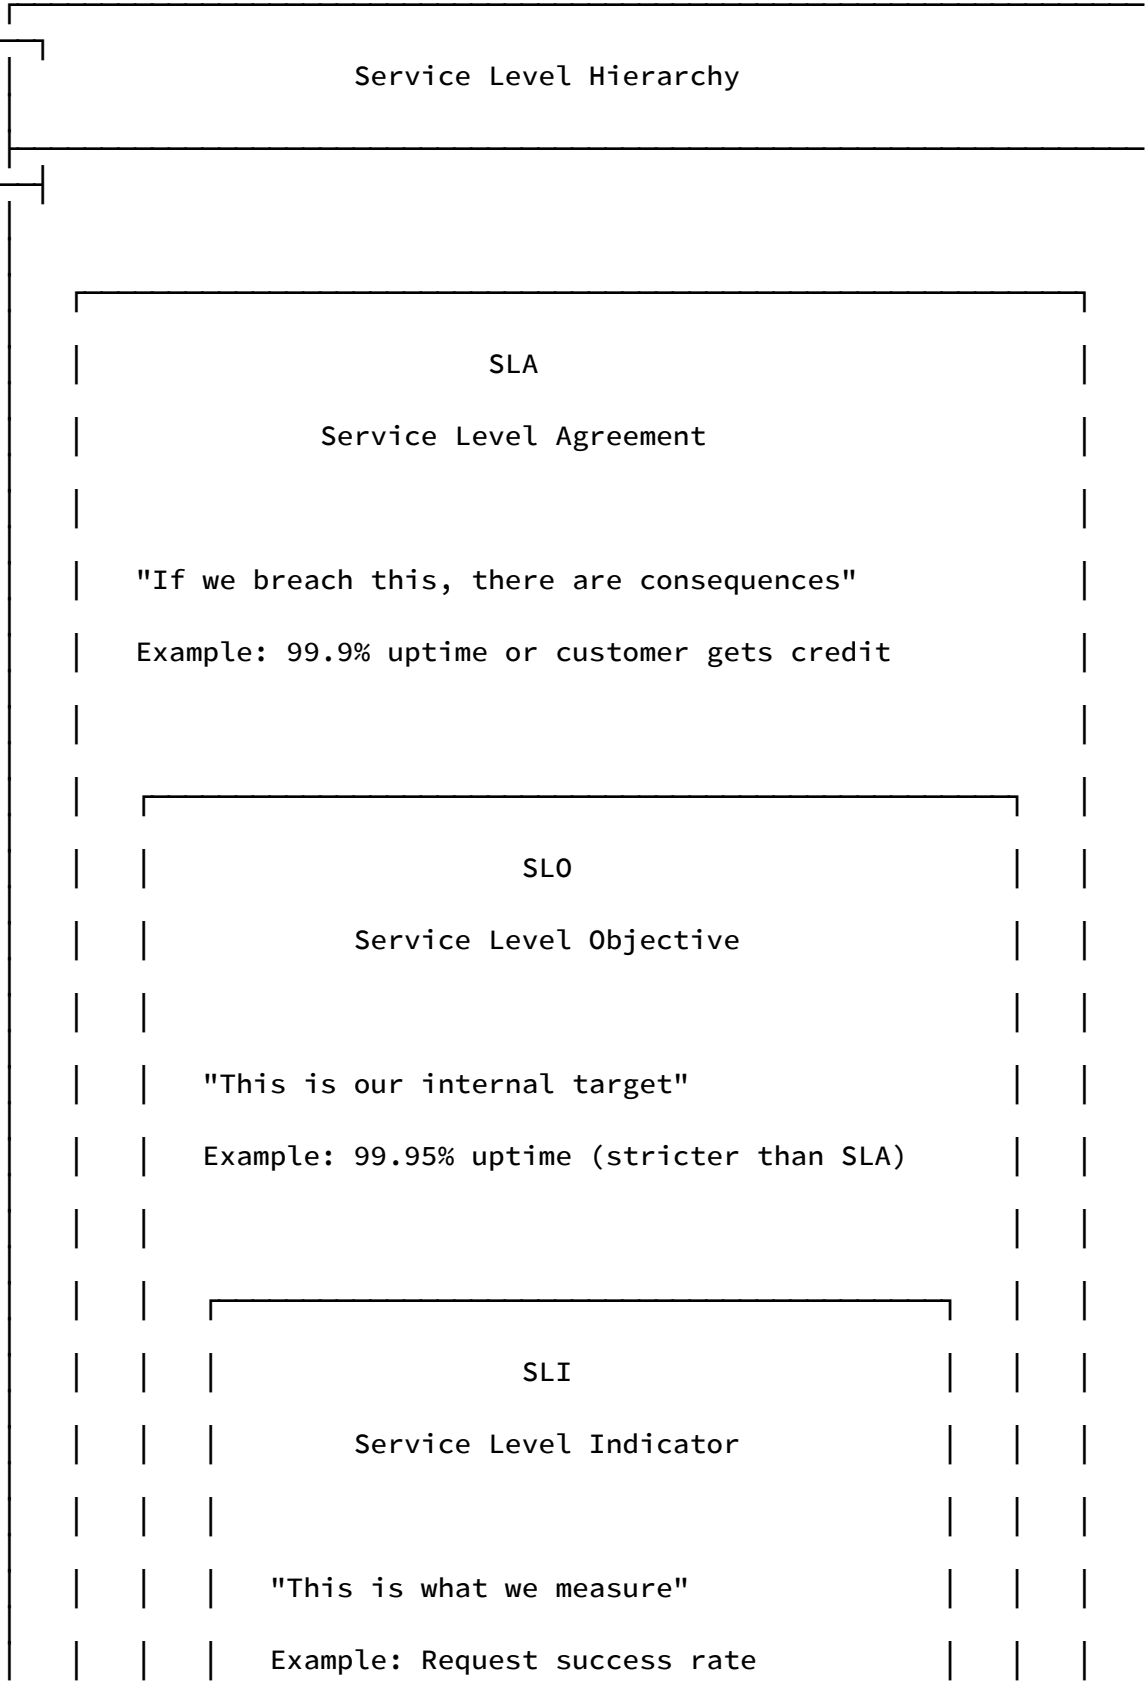 Service Level Hierarchy
SLA
Service Level Agreement
"If we breach this, there are consequences"
Example: 99.9% uptime or customer gets credit
SLO
Service Level Objective
"This is our internal target"
Example: 99.95% uptime (stricter than SLA)
SLI
Service Level Indicator
"This is what we measure"
Example: Request success rate